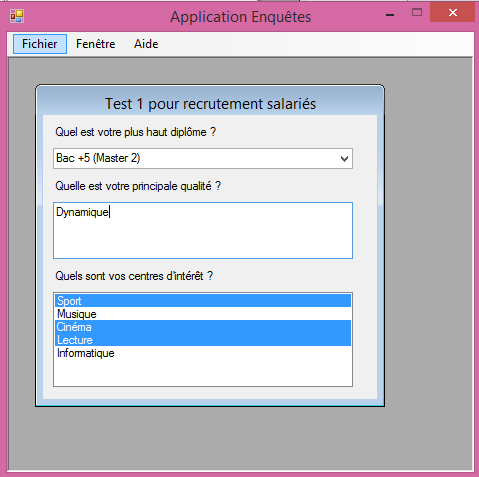 Application Enquêtes
Fichier Fenêtre Aide
Test 1 pour recrutement salariés
Quel est votre plus haut diplôme ?
Bac +5 (Master 2)
Quelle est votre principale qualité ?
Dynamique
Quels sont vos centres d'intérêt ?
Sport
Musique
Cinéma
Lecture
Informatique